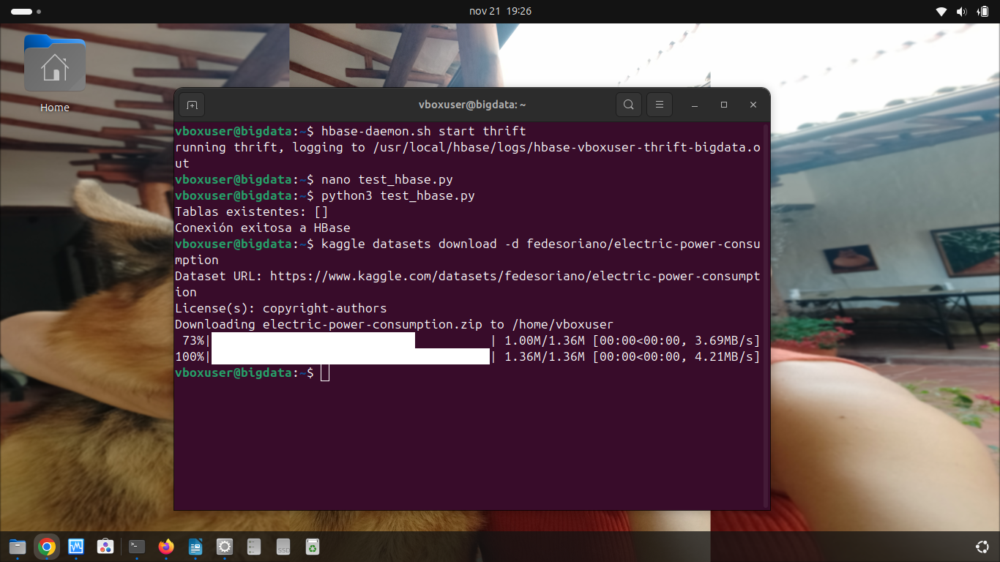 nov 21 19:26
Home
vboxuser@bigdata: ~
vboxuser@bigdata:~$ hbase-daemon.sh start thrift
running thrift, logging to /usr/local/hbase/logs/hbase-vboxuser-thrift-bigdata.o
ut
vboxuser@bigdata:~$ nano test_hbase.py
vboxuser@bigdata:~$ python3 test_hbase.py
Tablas existentes: []
Conexión exitosa a HBase
vboxuser@bigdata:~$ kaggle datasets download -d fedesoriano/electric-power-consu
mption
Dataset URL: https://www.kaggle.com/datasets/fedesoriano/electric-power-consumpt
ion
License(s): copyright-authors
Downloading electric-power-consumption.zip to /home/vboxuser
73%| | 1.00M/1.36M [00:00<00:00, 3.69MB/s]
100%| | 1.36M/1.36M [00:00<00:00, 4.21MB/s]
vboxuser@bigdata:~$
SSD